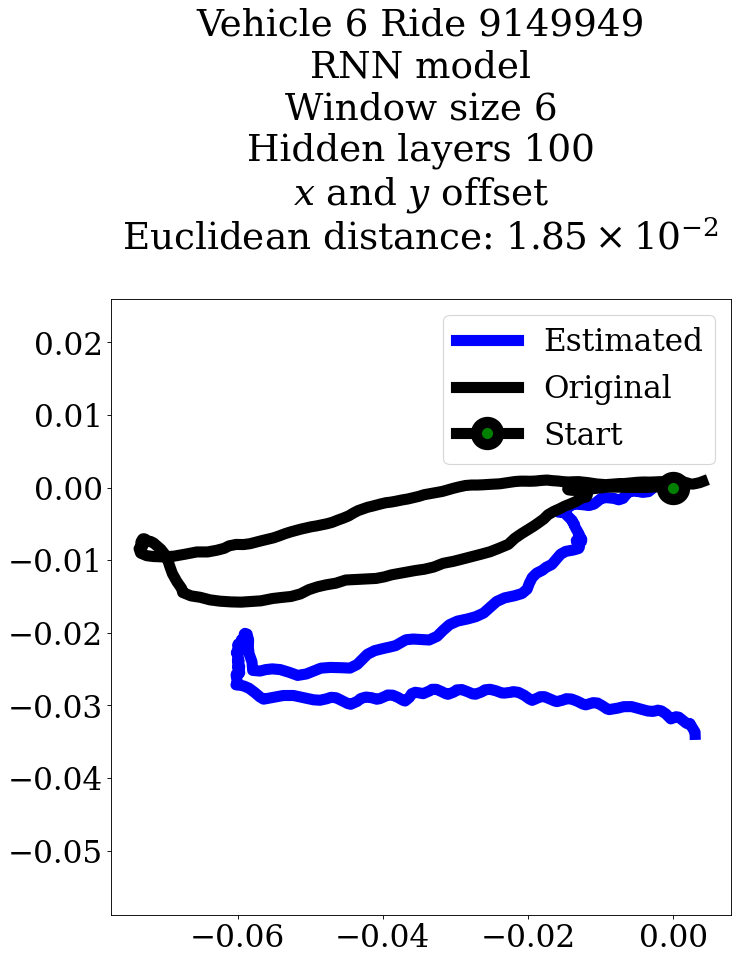 Vehicle 6 Ride 9149949
RNN model
Window size 6
Hidden layers 100
x and y offset
Euclidean distance: 1.85 × 10⁻²
Estimated
Original
Start
0.02
0.01
0.00
−0.01
−0.02
−0.03
−0.04
−0.05
−0.06 −0.04 −0.02 0.00